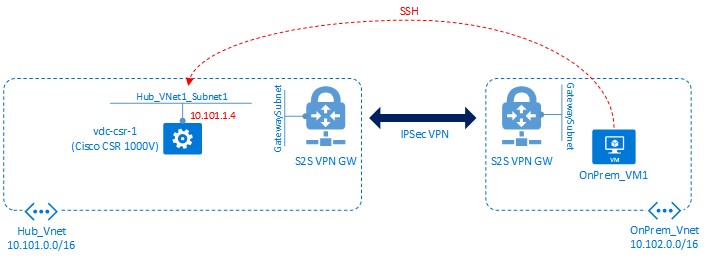 SSH
Hub_VNet1_Subnet1
10.101.1.4
vdc-csr-1
(Cisco CSR 1000V)
GatewaySubnet
S2S VPN GW
IPSec VPN
GatewaySubnet
S2S VPN GW
VM
OnPrem_VM1
Hub_Vnet
10.101.0.0/16
OnPrem_Vnet
10.102.0.0/16